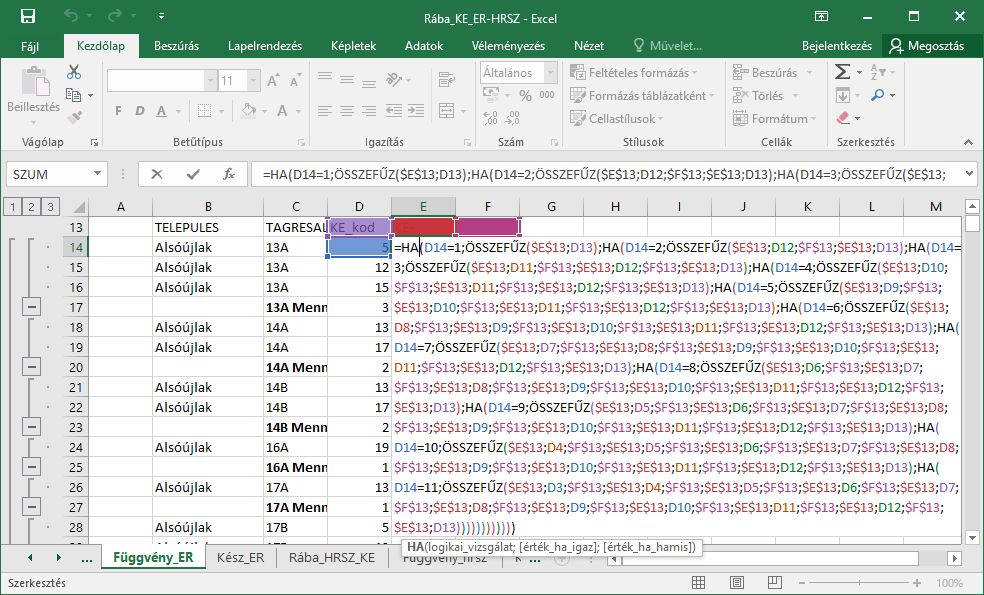 Rába_KE_ER-HRSZ - Excel
Fájl Kezdőlap Beszúrás Lapelrendezés Képletek Adatok Véleményezés Nézet Művelet... Bejelentkezés Megosztás
Beillesztés
11
F D A
A A
A
Általános
% 000
Feltételes formázás
Formázás táblázatként
Cellastílusok
Beszúrás
Törlés
Formátum
Vágólap Betűtípus Igazítás Szám Stílusok Cellák Szerkesztés
SZUM fx =HA(D14=1;ÖSSZEFŰZ($E$13;D13);HA(D14=2;ÖSSZEFŰZ($E$13;D12;$F$13;$E$13;D13);HA(D14=3;ÖSSZEFŰZ($E$13;
1 2 3 A B C D E F G H I J K L M
13 TELEPULES TAGRESAL KE_kod
14 Alsóújlak 13A 5 =HA(D14=1;ÖSSZEFŰZ($E$13;D13);HA(D14=2;ÖSSZEFŰZ($E$13;D12;$F$13;$E$13;D13);HA(D14=
15 Alsóújlak 13A 12 3;ÖSSZEFŰZ($E$13;D11;$F$13;$E$13;D12;$F$13;$E$13;D13);HA(D14=4;ÖSSZEFŰZ($E$13;D10;
16 Alsóújlak 13A 15 $F$13;$E$13;D11;$F$13;$E$13;D12;$F$13;$E$13;D13);HA(D14=5;ÖSSZEFŰZ($E$13;D9;$F$13;
17 13A Menn 3 $E$13;D10;$F$13;$E$13;D11;$F$13;$E$13;D12;$F$13;$E$13;D13);HA(D14=6;ÖSSZEFŰZ($E$13;
18 Alsóújlak 14A 13 D8;$F$13;$E$13;D9;$F$13;$E$13;D10;$F$13;$E$13;D11;$F$13;$E$13;D12;$F$13;$E$13;D13);HA(
19 Alsóújlak 14A 17 D14=7;ÖSSZEFŰZ($E$13;D7;$F$13;$E$13;D8;$F$13;$E$13;D9;$F$13;$E$13;D10;$F$13;$E$13;
20 14A Menn 2 D11;$F$13;$E$13;D12;$F$13;$E$13;D13);HA(D14=8;ÖSSZEFŰZ($E$13;D6;$F$13;$E$13;D7;
21 Alsóújlak 14B 13 $F$13;$E$13;D8;$F$13;$E$13;D9;$F$13;$E$13;D10;$F$13;$E$13;D11;$F$13;$E$13;D12;$F$13;
22 Alsóújlak 14B 17 $E$13;D13);HA(D14=9;ÖSSZEFŰZ($E$13;D5;$F$13;$E$13;D6;$F$13;$E$13;D7;$F$13;$E$13;D8;
23 14B Menn 2 $F$13;$E$13;D9;$F$13;$E$13;D10;$F$13;$E$13;D11;$F$13;$E$13;D12;$F$13;$E$13;D13);HA(
24 Alsóújlak 16A 19 D14=10;ÖSSZEFŰZ($E$13;D4;$F$13;$E$13;D5;$F$13;$E$13;D6;$F$13;$E$13;D7;$F$13;$E$13;D8;
25 16A Menn 1 $F$13;$E$13;D9;$F$13;$E$13;D10;$F$13;$E$13;D11;$F$13;$E$13;D12;$F$13;$E$13;D13);HA(
26 Alsóújlak 17A 13 D14=11;ÖSSZEFŰZ($E$13;D3;$F$13;$E$13;D4;$F$13;$E$13;D5;$F$13;$E$13;D6;$F$13;$E$13;D7;
27 17A Menn 1 $F$13;$E$13;D8;$F$13;$E$13;D9;$F$13;$E$13;D10;$F$13;$E$13;D11;$F$13;$E$13;D12;$F$13;
28 Alsóújlak 17B 5 $E$13;D13)))))))))))
HA(logikai_vizsgálat; [érték_ha_igaz]; [érték_ha_hamis])
... Függvény_ER Kész_ER Rába_HRSZ_KE Függvény_hrsz ...
Szerkesztés 100%